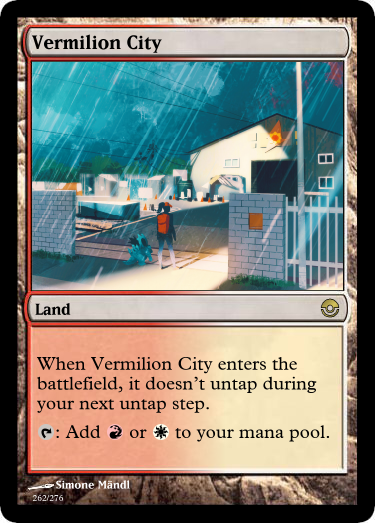 Vermilion City
Land
When Vermilion City enters the
battlefield, it doesn't untap during
your next untap step.
: Add or to your mana pool.
Simone Mändl
262/276